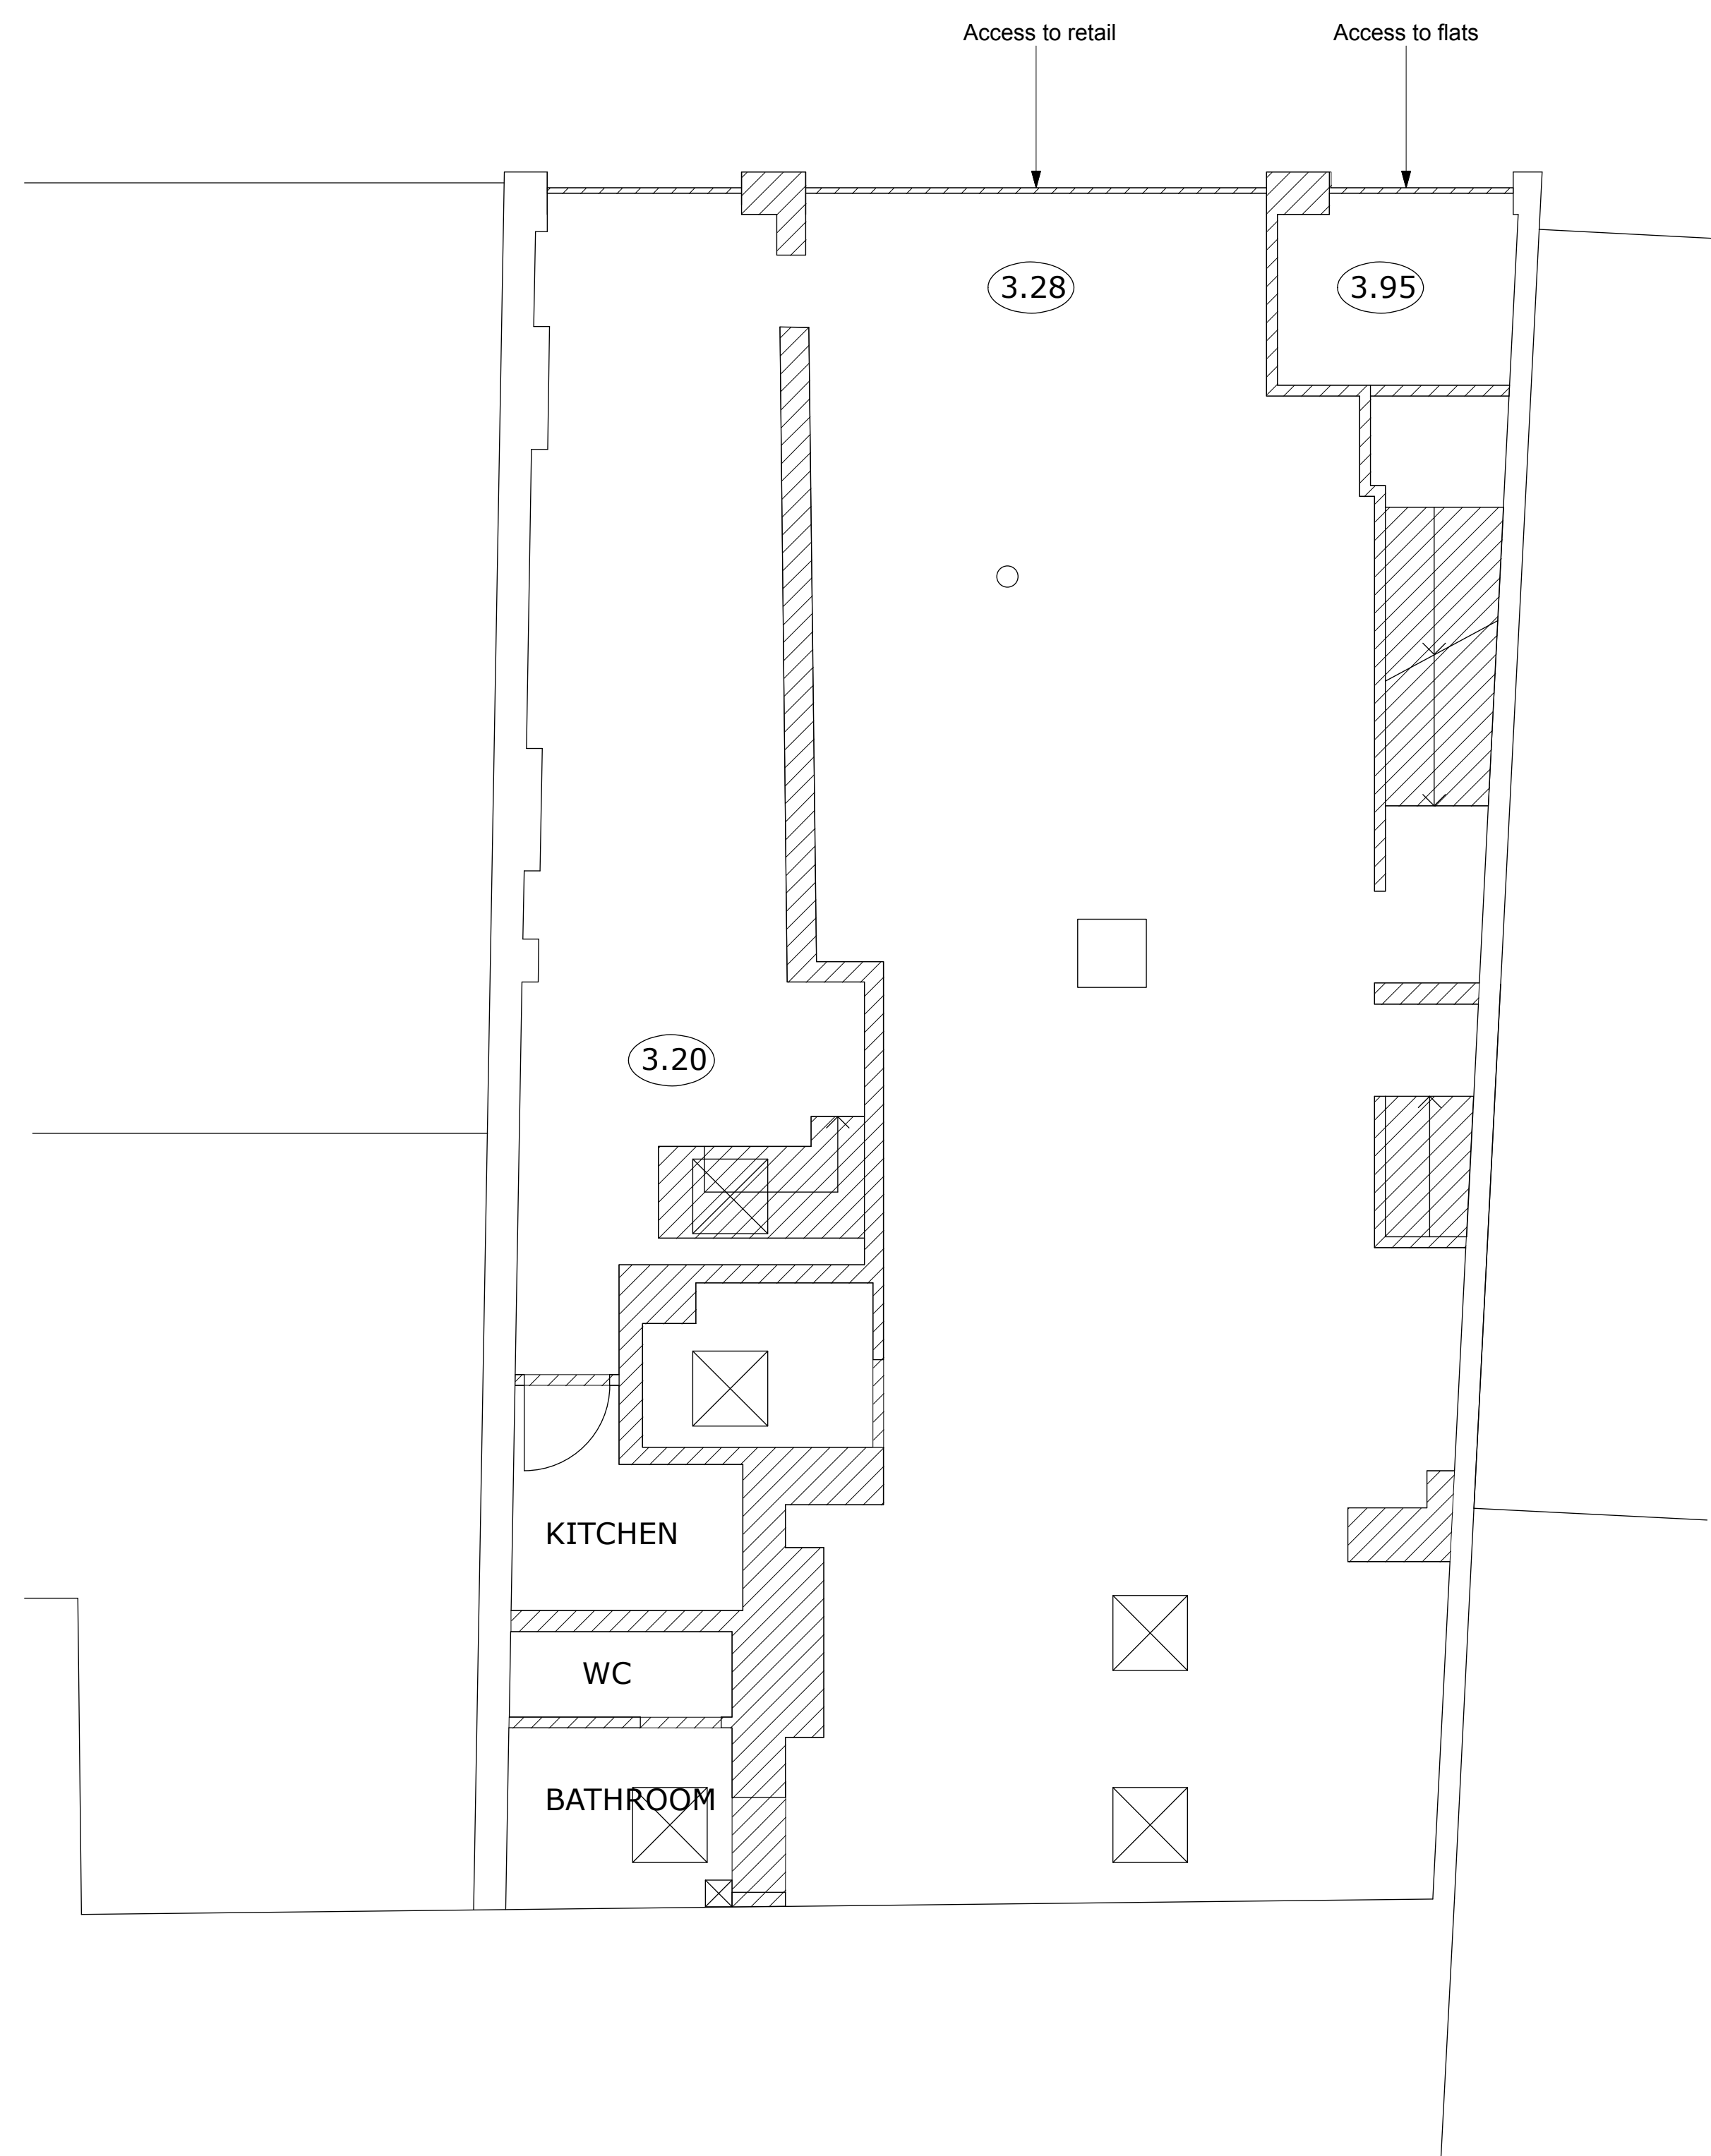 Access to retail
Access to flats
3.28
3.95
3.20
KITCHEN
WC
BATHROOM